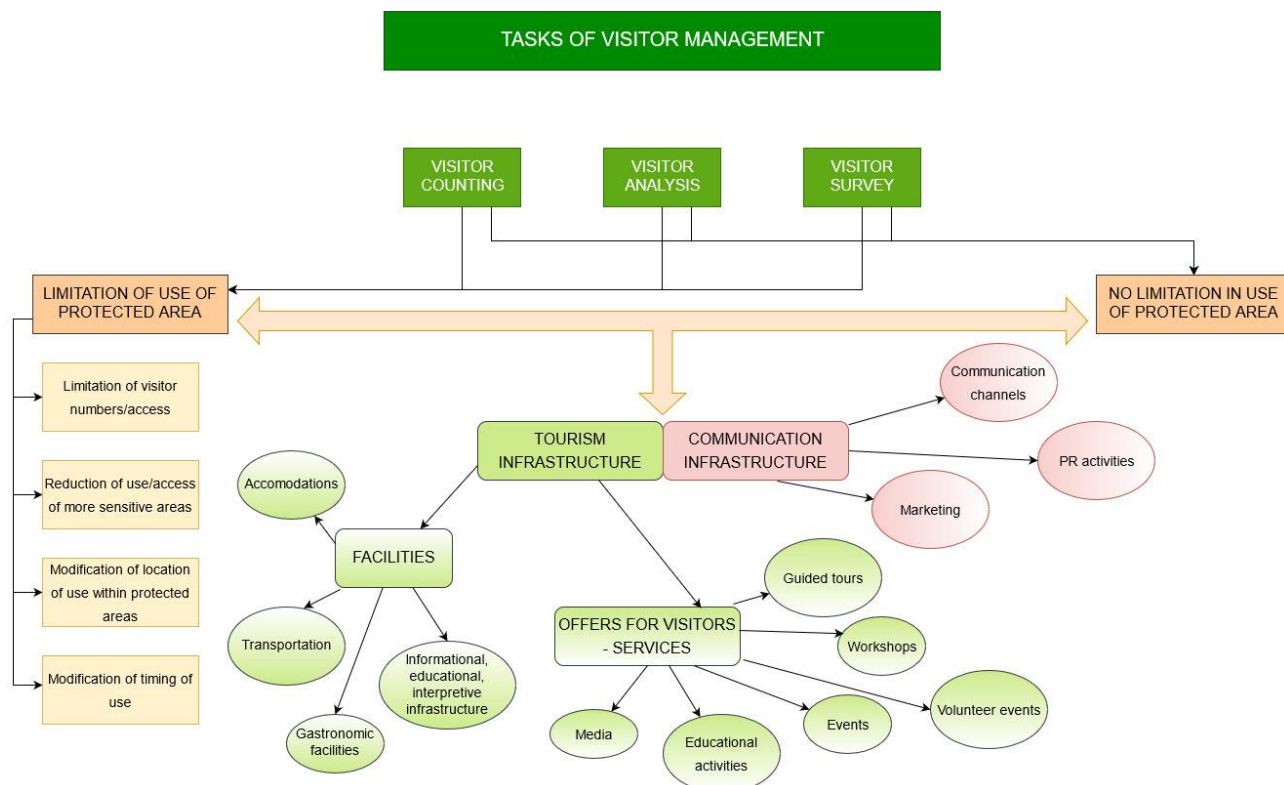 TASKS OF VISITOR MANAGEMENT
VISITOR
COUNTING
VISITOR
ANALYSIS
VISITOR
SURVEY
LIMITATION OF USE OF
PROTECTED AREA
NO LIMITATION IN USE
OF PROTECTED AREA
Limitation of visitor
numbers/access
Reduction of use/access
of more sensitive areas
Modification of location
of use within protected
areas
Modification of timing of
use
TOURISM
INFRASTRUCTURE
COMMUNICATION
INFRASTRUCTURE
Communication
channels
PR activities
Marketing
Accomodations
FACILITIES
Transportation
Gastronomic
facilities
Informational,
educational,
interpretive
infrastructure
OFFERS FOR VISITORS
- SERVICES
Guided tours
Workshops
Volunteer events
Events
Educational
activities
Media